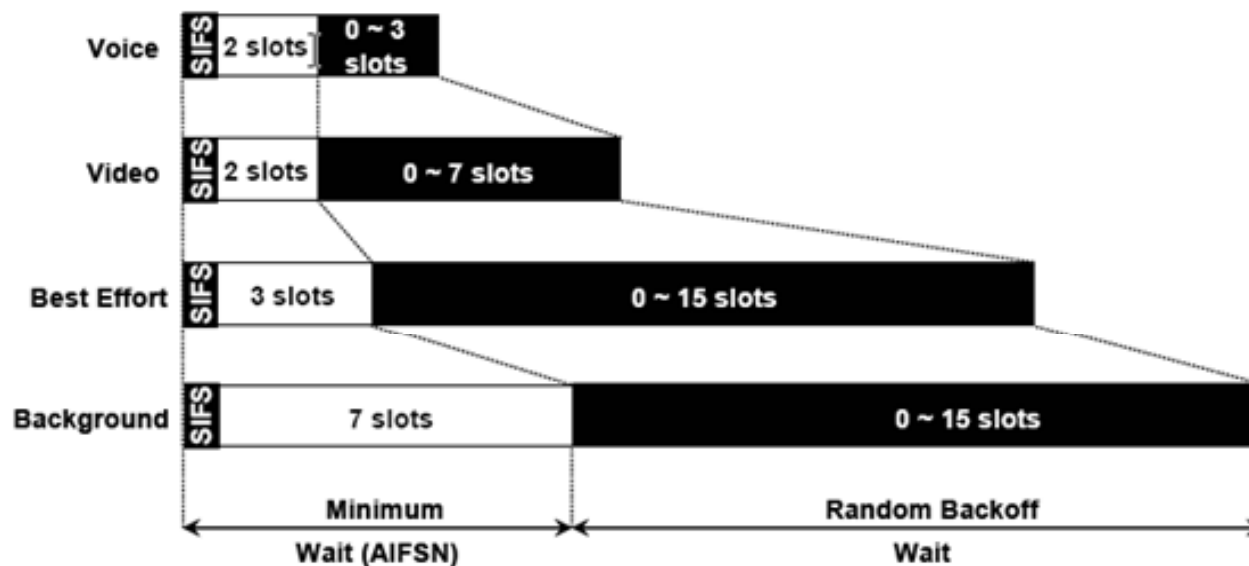 Voice
SIFS
2 slots
0 ~ 3
slots
Video
SIFS
2 slots
0 ~ 7 slots
Best Effort
SIFS
3 slots
0 ~ 15 slots
Background
SIFS
7 slots
0 ~ 15 slots
Minimum
Wait (AIFSN)
Random Backoff
Wait